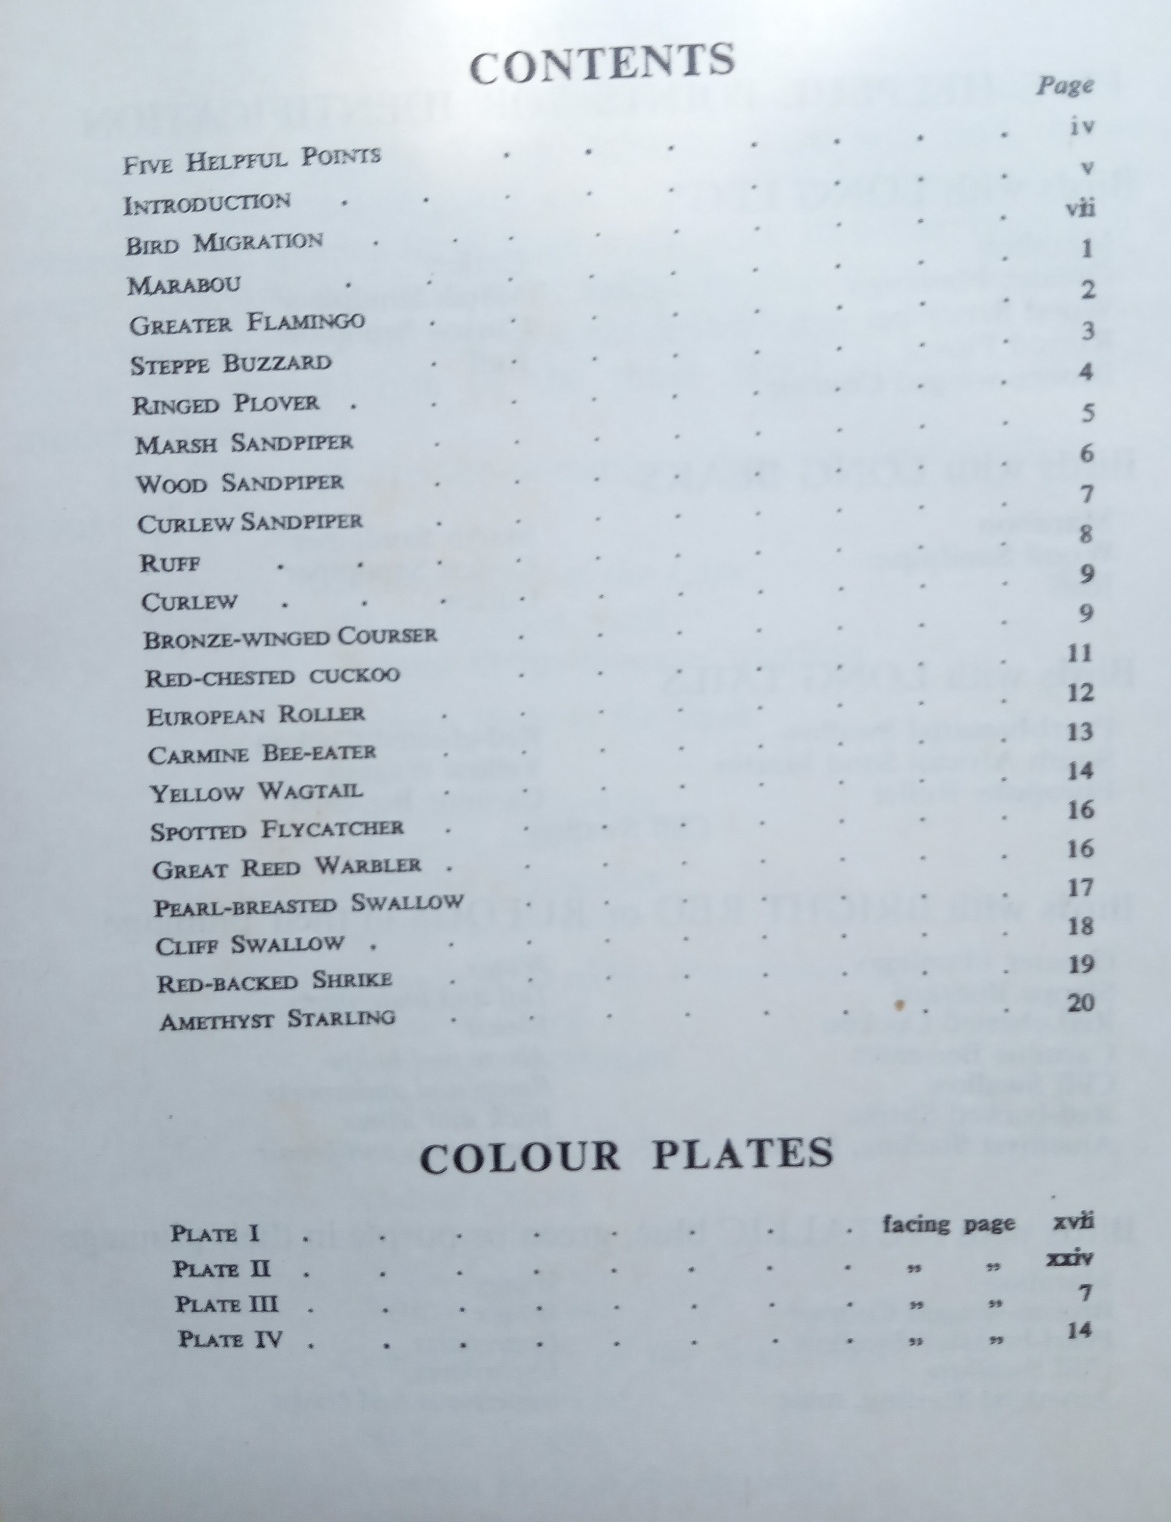 CONTENTS
Page
FIVE HELPFUL POINTS . . . . . . . iv
INTRODUCTION . . . . . . . . . v
BIRD MIGRATION . . . . . . . . . vii
MARABOU . . . . . . . . . 1
GREATER FLAMINGO . . . . . . . . 2
STEPPE BUZZARD . . . . . . . . 3
RINGED PLOVER . . . . . . . . . 4
MARSH SANDPIPER . . . . . . . . 5
WOOD SANDPIPER . . . . . . . . 6
CURLEW SANDPIPER . . . . . . . . 7
RUFF . . . . . . . . . . 8
CURLEW . . . . . . . . . . 9
BRONZE-WINGED COURSER . . . . . . . 9
RED-CHESTED CUCKOO . . . . . . . 11
EUROPEAN ROLLER . . . . . . . . 12
CARMINE BEE-EATER . . . . . . . . 13
YELLOW WAGTAIL . . . . . . . . 14
SPOTTED FLYCATCHER . . . . . . . . 16
GREAT REED WARBLER . . . . . . . . 16
PEARL-BREASTED SWALLOW . . . . . . . 17
CLIFF SWALLOW . . . . . . . . . 18
RED-BACKED SHRIKE . . . . . . . . 19
AMETHYST STARLING . . . . . . . . 20
COLOUR PLATES
PLATE I . . . . . . . . facing page xvii
PLATE II . . . . . . . . „ „ xxiv
PLATE III . . . . . . . . „ „ 7
PLATE IV . . . . . . . . „ „ 14